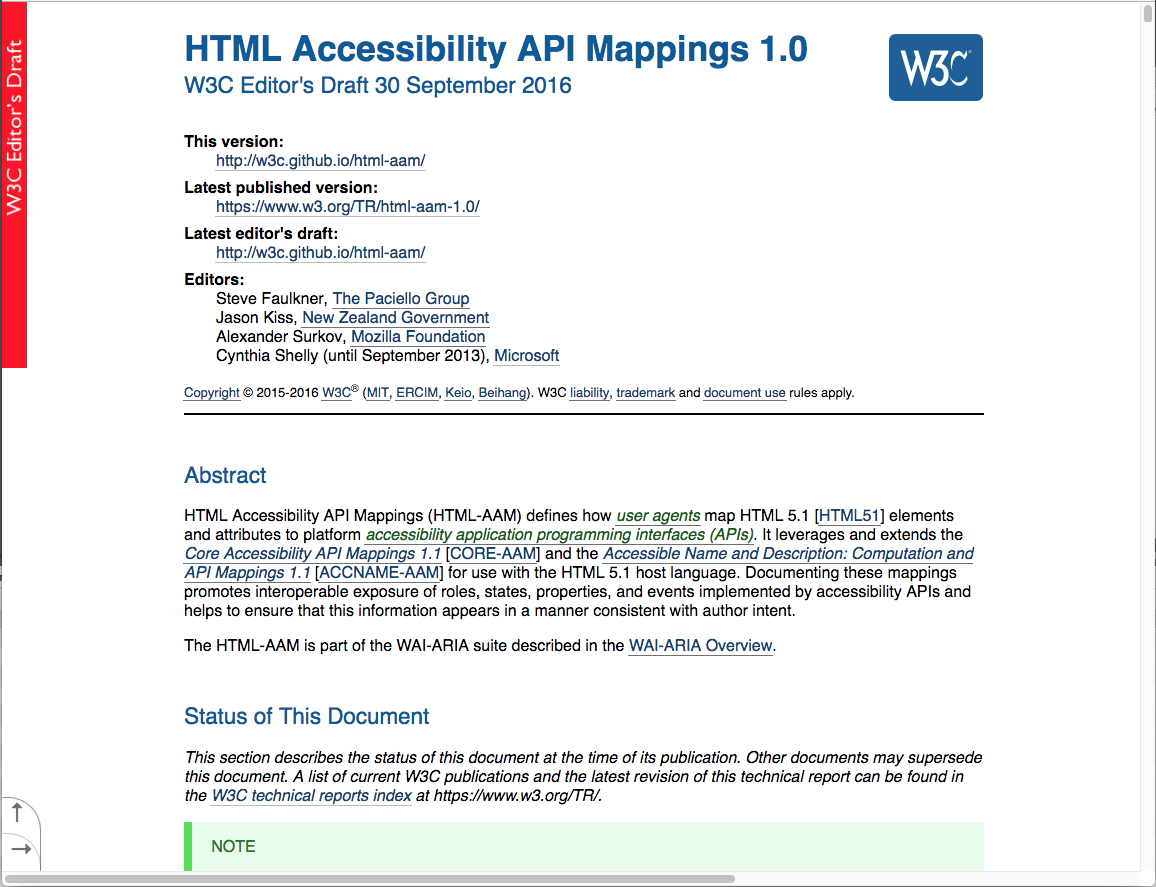 HTML Accessibility API Mappings 1.0
W3C Editor's Draft 30 September 2016
W3C
W3C Editor's Draft
This version:
http://w3c.github.io/html-aam/
Latest published version:
https://www.w3.org/TR/html-aam-1.0/
Latest editor's draft:
http://w3c.github.io/html-aam/
Editors:
Steve Faulkner, The Paciello Group
Jason Kiss, New Zealand Government
Alexander Surkov, Mozilla Foundation
Cynthia Shelly (until September 2013), Microsoft
Copyright © 2015-2016 W3C® (MIT, ERCIM, Keio, Beihang). W3C liability, trademark and document use rules apply.
Abstract
HTML Accessibility API Mappings (HTML-AAM) defines how user agents map HTML 5.1 [HTML51] elements
and attributes to platform accessibility application programming interfaces (APIs). It leverages and extends the
Core Accessibility API Mappings 1.1 [CORE-AAM] and the Accessible Name and Description: Computation and
API Mappings 1.1 [ACCNAME-AAM] for use with the HTML 5.1 host language. Documenting these mappings
promotes interoperable exposure of roles, states, properties, and events implemented by accessibility APIs and
helps to ensure that this information appears in a manner consistent with author intent.
The HTML-AAM is part of the WAI-ARIA suite described in the WAI-ARIA Overview.
Status of This Document
This section describes the status of this document at the time of its publication. Other documents may supersede
this document. A list of current W3C publications and the latest revision of this technical report can be found in
the W3C technical reports index at https://www.w3.org/TR/.
NOTE